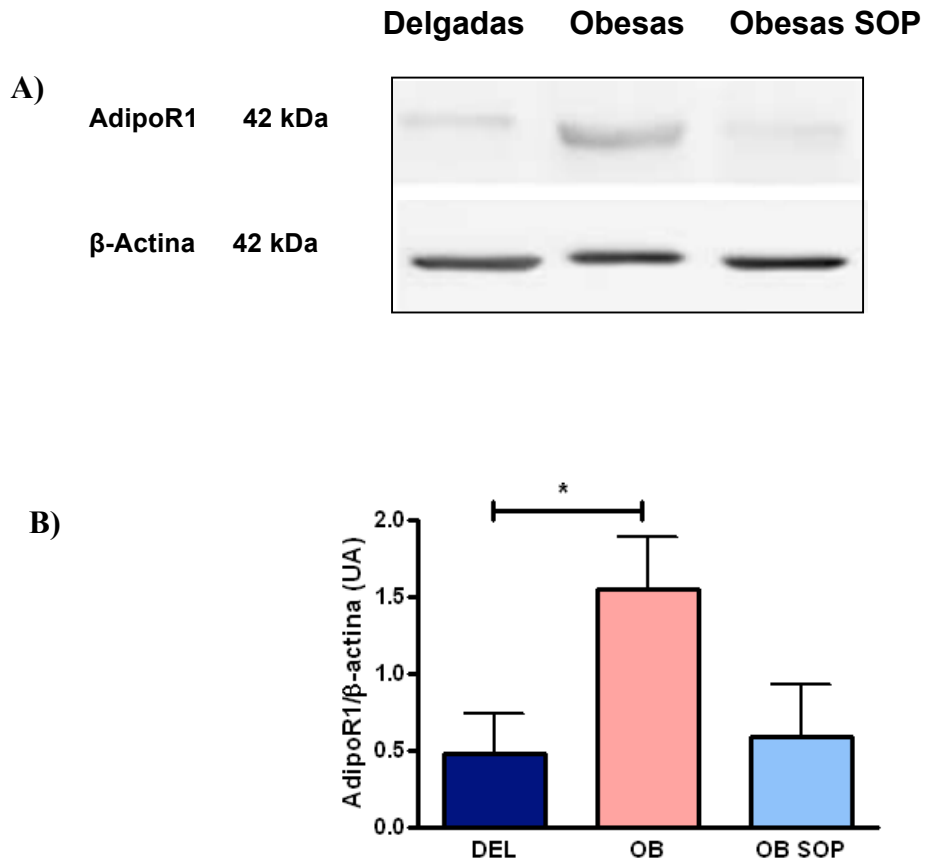 Delgadas Obesas Obesas SOP
A)
AdipoR1 42 kDa
β-Actina 42 kDa
B)
*
AdipoR1/β-actina (UA)
2.0
1.5
1.0
0.5
0.0
DEL OB OB SOP